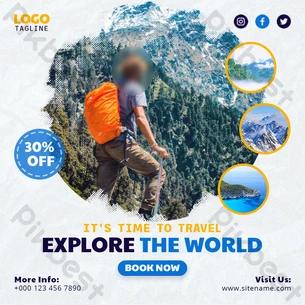 LOGO
TAGLINE
30%
OFF
IT'S TIME TO TRAVEL
EXPLORE THE WORLD
BOOK NOW
More Info:
+000 123 456 7890
Visit Us:
www.sitename.com
Pikbest